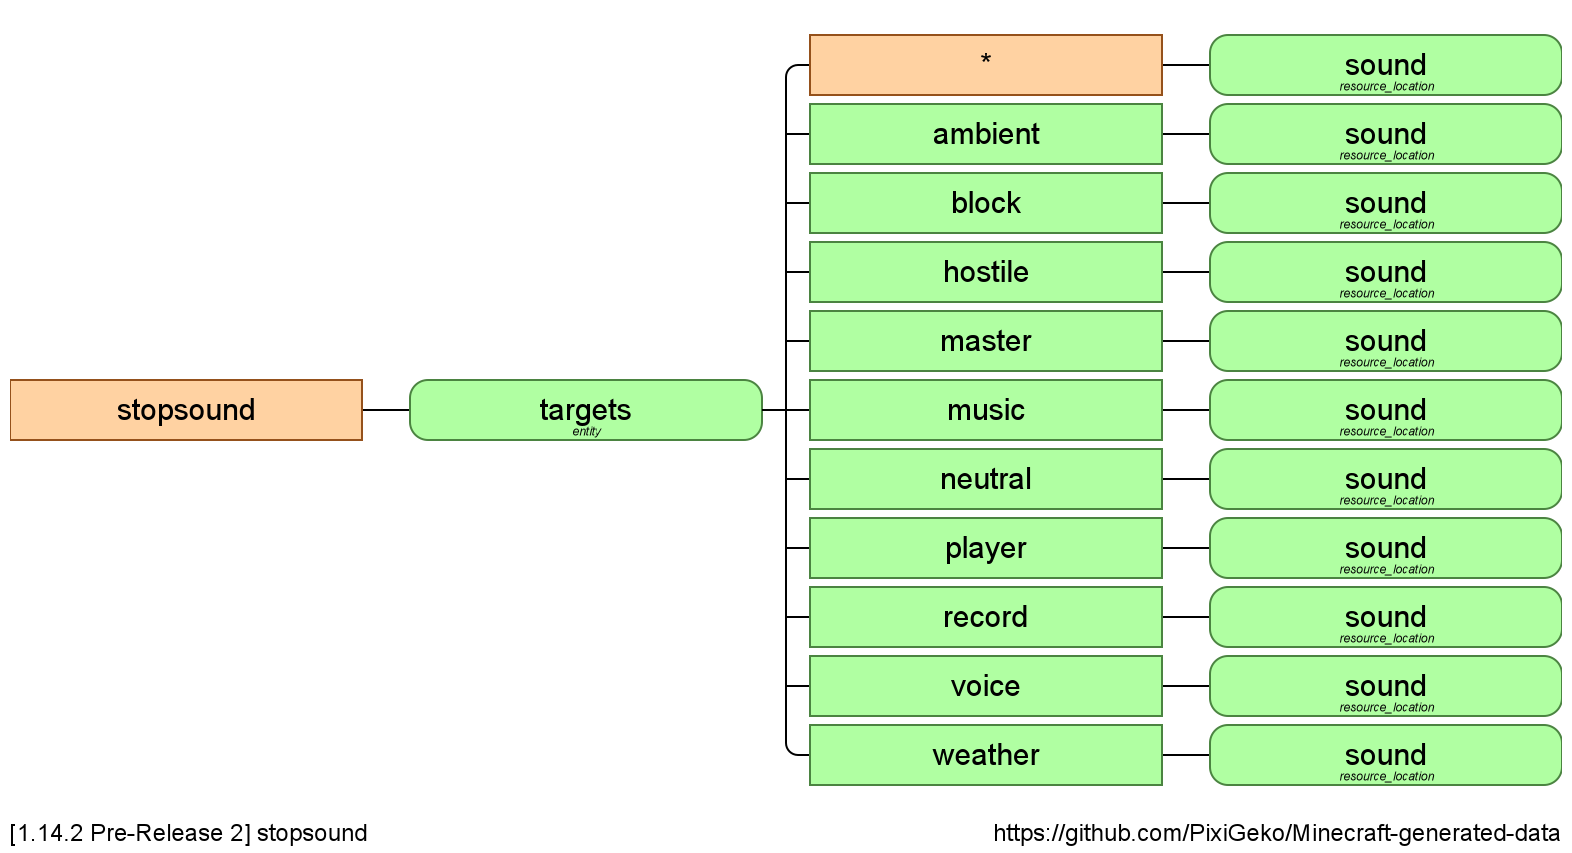 *
sound
resource_location
ambient
sound
resource_location
block
sound
resource_location
hostile
sound
resource_location
master
sound
resource_location
stopsound
targets
entity
music
sound
resource_location
neutral
sound
resource_location
player
sound
resource_location
record
sound
resource_location
voice
sound
resource_location
weather
sound
resource_location
[1.14.2 Pre-Release 2] stopsound
https://github.com/PixiGeko/Minecraft-generated-data